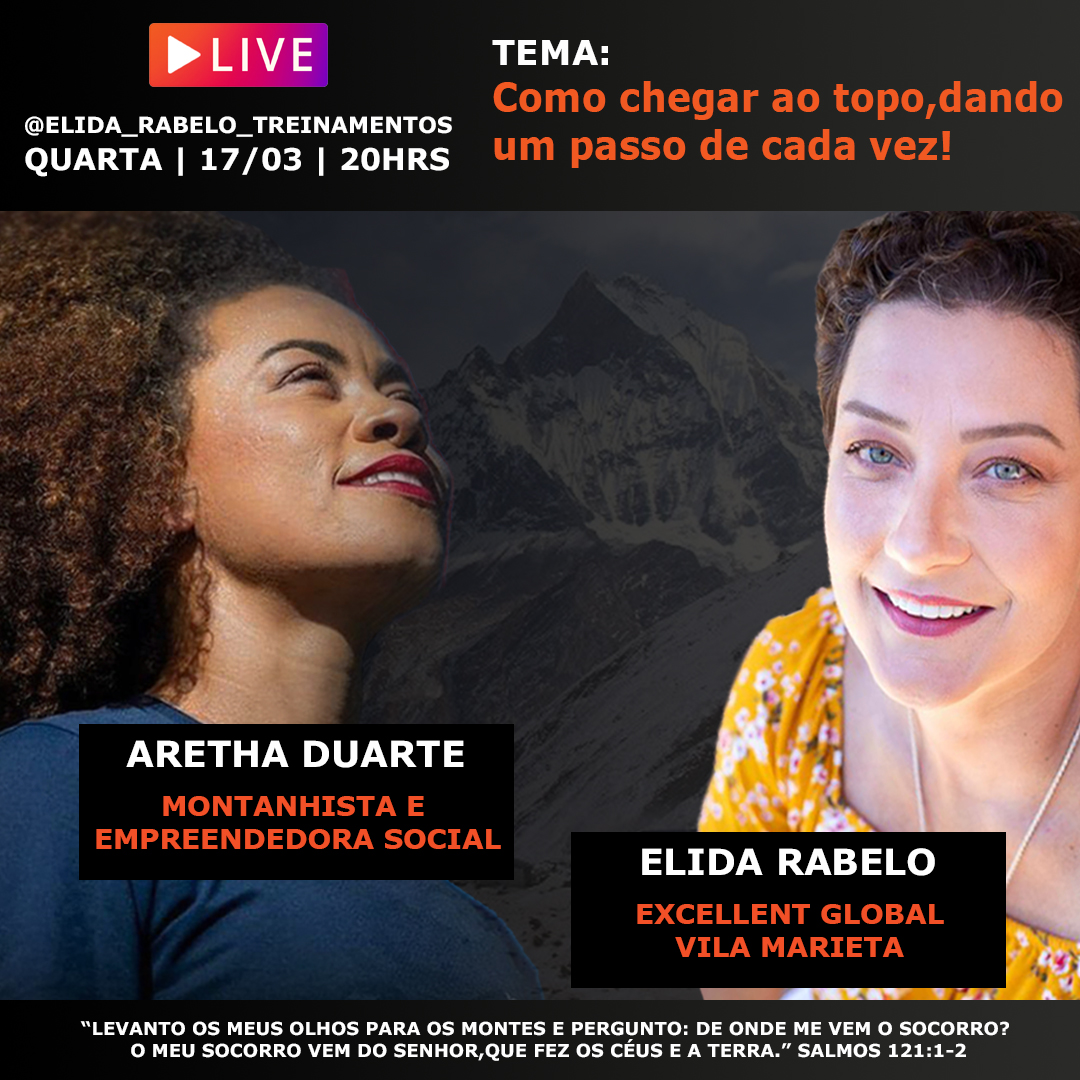 LIVE
@ELIDA_RABELO_TREINAMENTOS
QUARTA | 17/03 | 20HRS
TEMA:
Como chegar ao topo,dando
um passo de cada vez!
ARETHA DUARTE
MONTANHISTA E
EMPREENDEDORA SOCIAL
ELIDA RABELO
EXCELLENT GLOBAL
VILA MARIETA
“LEVANTO OS MEUS OLHOS PARA OS MONTES E PERGUNTO: DE ONDE ME VEM O SOCORRO?
O MEU SOCORRO VEM DO SENHOR,QUE FEZ OS CÉUS E A TERRA.” SALMOS 121:1-2